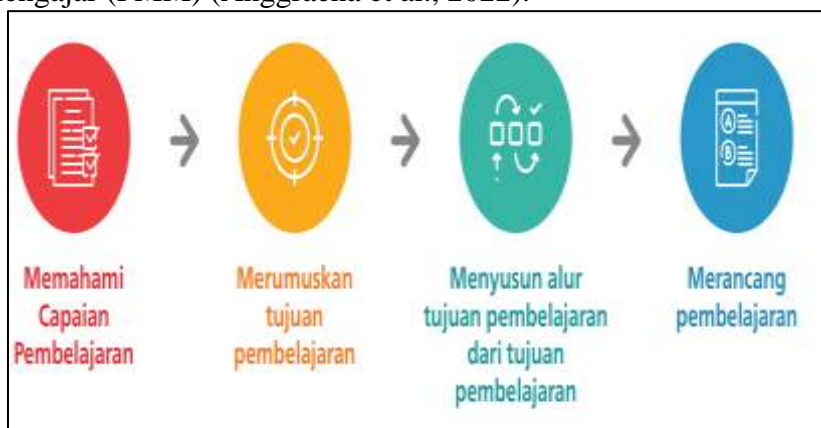 (PMM) (Anggraena et al., 2022).
Memahami
Capaian
Pembelajaran
Merumuskan
tujuan
pembelajaran
Menyusun alur
tujuan pembelajaran
dari tujuan
pembelajaran
Merancang
pembelajaran
A
B